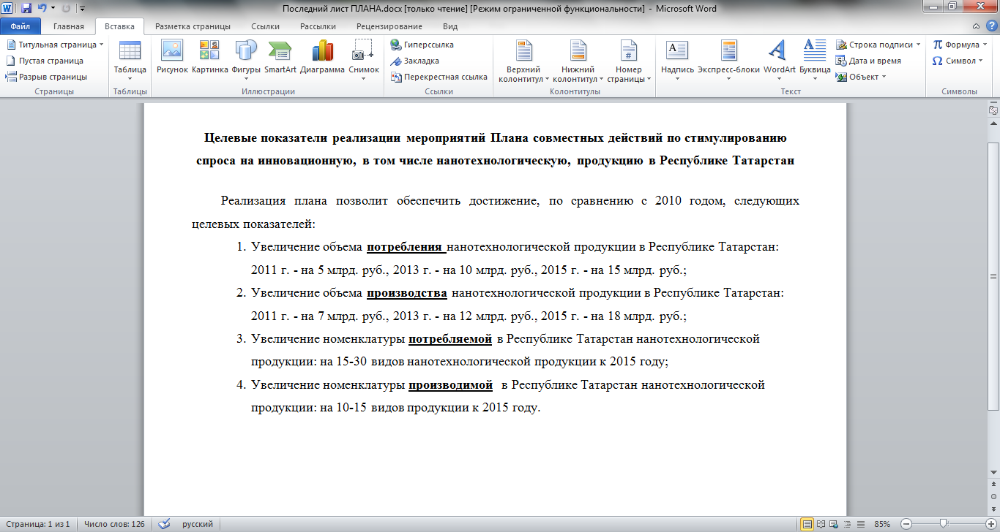 Последний лист ПЛАНА.docx [только чтение] [Режим ограниченной функциональности] - Microsoft Word
Файл Главная Вставка Разметка страницы Ссылки Рассылки Рецензирование Вид
Титульная страница
Пустая страница
Разрыв страницы
Страницы
Таблица
Таблицы
Рисунок Картинка Фигуры SmartArt Диаграмма Снимок
Иллюстрации
Гиперссылка
Закладка
Перекрестная ссылка
Ссылки
Верхний колонтитул
Нижний колонтитул
Номер страницы
Колонтитулы
Надпись Экспресс-блоки WordArt Буквица
Строка подписи
Дата и время
Объект
Текст
π Формула
Ω Символ
Символы
Целевые показатели реализации мероприятий Плана совместных действий по стимулированию
спроса на инновационную, в том числе нанотехнологическую, продукцию в Республике Татарстан
Реализация плана позволит обеспечить достижение, по сравнению с 2010 годом, следующих
целевых показателей:
1. Увеличение объема потребления нанотехнологической продукции в Республике Татарстан:
2011 г. - на 5 млрд. руб., 2013 г. - на 10 млрд. руб., 2015 г. - на 15 млрд. руб.;
2. Увеличение объема производства нанотехнологической продукции в Республике Татарстан:
2011 г. - на 7 млрд. руб., 2013 г. - на 12 млрд. руб., 2015 г. - на 18 млрд. руб.;
3. Увеличение номенклатуры потребляемой в Республике Татарстан нанотехнологической
продукции: на 15-30 видов нанотехнологической продукции к 2015 году;
4. Увеличение номенклатуры производимой в Республике Татарстан нанотехнологической
продукции: на 10-15 видов продукции к 2015 году.
Страница: 1 из 1 Число слов: 126 русский 85%